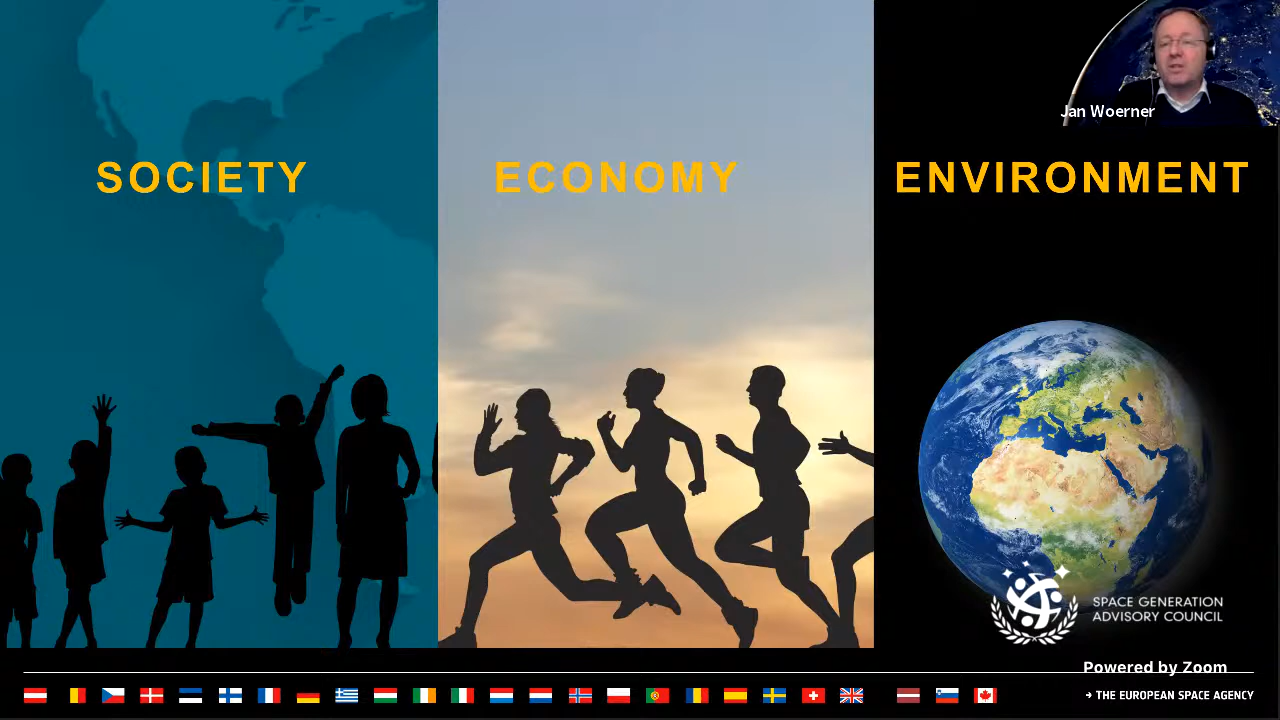 Jan Woerner
SOCIETY
ECONOMY
ENVIRONMENT
SPACE GENERATION
ADVISORY COUNCIL
Powered by Zoom
→ THE EUROPEAN SPACE AGENCY